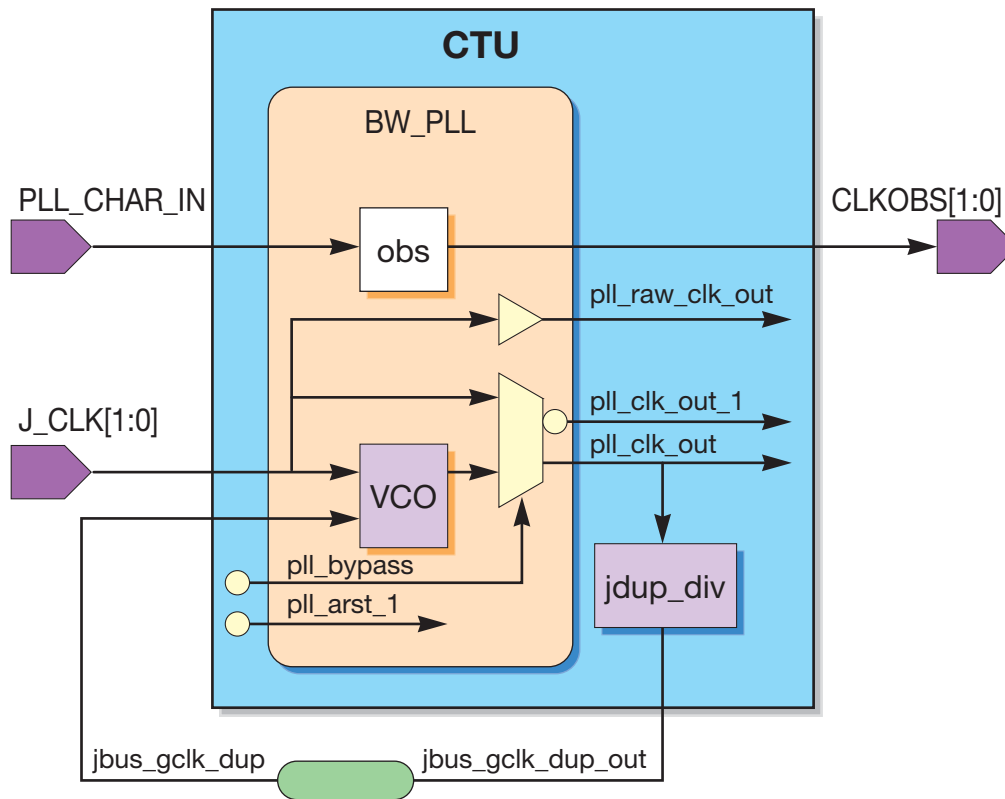 CTU
BW_PLL
PLL_CHAR_IN
CLKOBS[1:0]
obs
pll_raw_clk_out
J_CLK[1:0]
pll_clk_out_1
pll_clk_out
VCO
pll_bypass
jdup_div
pll_arst_1
jbus_gclk_dup
jbus_gclk_dup_out